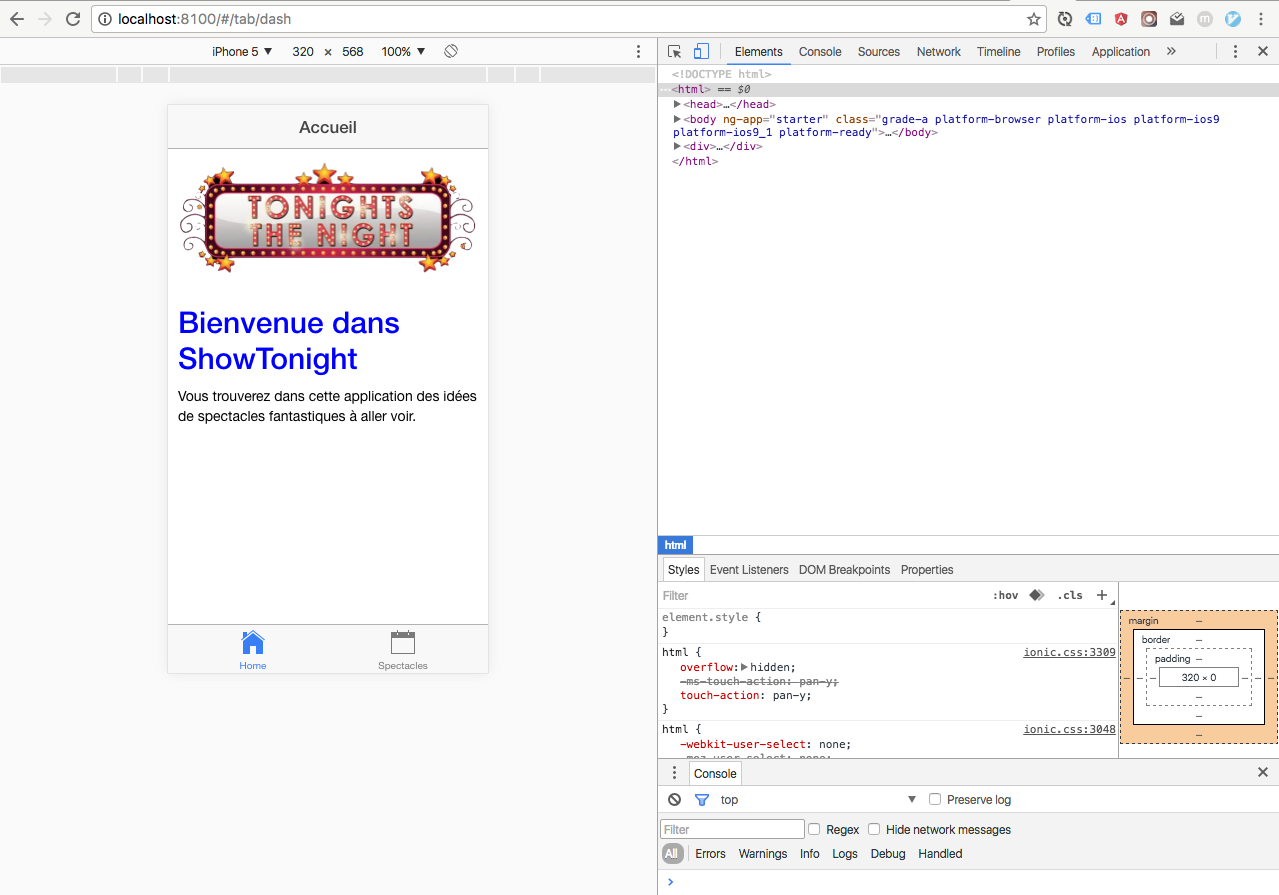 localhost:8100/#/tab/dash
iPhone 5 ▼ 320 × 568 100% ▼
Accueil
TONIGHTS
THE NIGHT
Bienvenue dans
ShowTonight
Vous trouverez dans cette application des idées
de spectacles fantastiques à aller voir.
Home Spectacles
Elements Console Sources Network Timeline Profiles Application »
<!DOCTYPE html>
…<html> == $0
▶<head>…</head>
▶<body ng-app="starter" class="grade-a platform-browser platform-ios platform-ios9
platform-ios9_1 platform-ready">…</body>
▶<div>…</div>
</html>
html
Styles Event Listeners DOM Breakpoints Properties
Filter :hov .cls +
element.style {
}
html { ionic.css:3309
overflow:▶hidden;
-ms-touch-action: pan-y;
touch-action: pan-y;
}
html { ionic.css:3048
-webkit-user-select: none;
-moz-user-select: none;
margin –
border –
padding –
– – – 320 × 0 – – –
–
–
–
Console
top ▼ Preserve log
Filter Regex Hide network messages
All Errors Warnings Info Logs Debug Handled
›